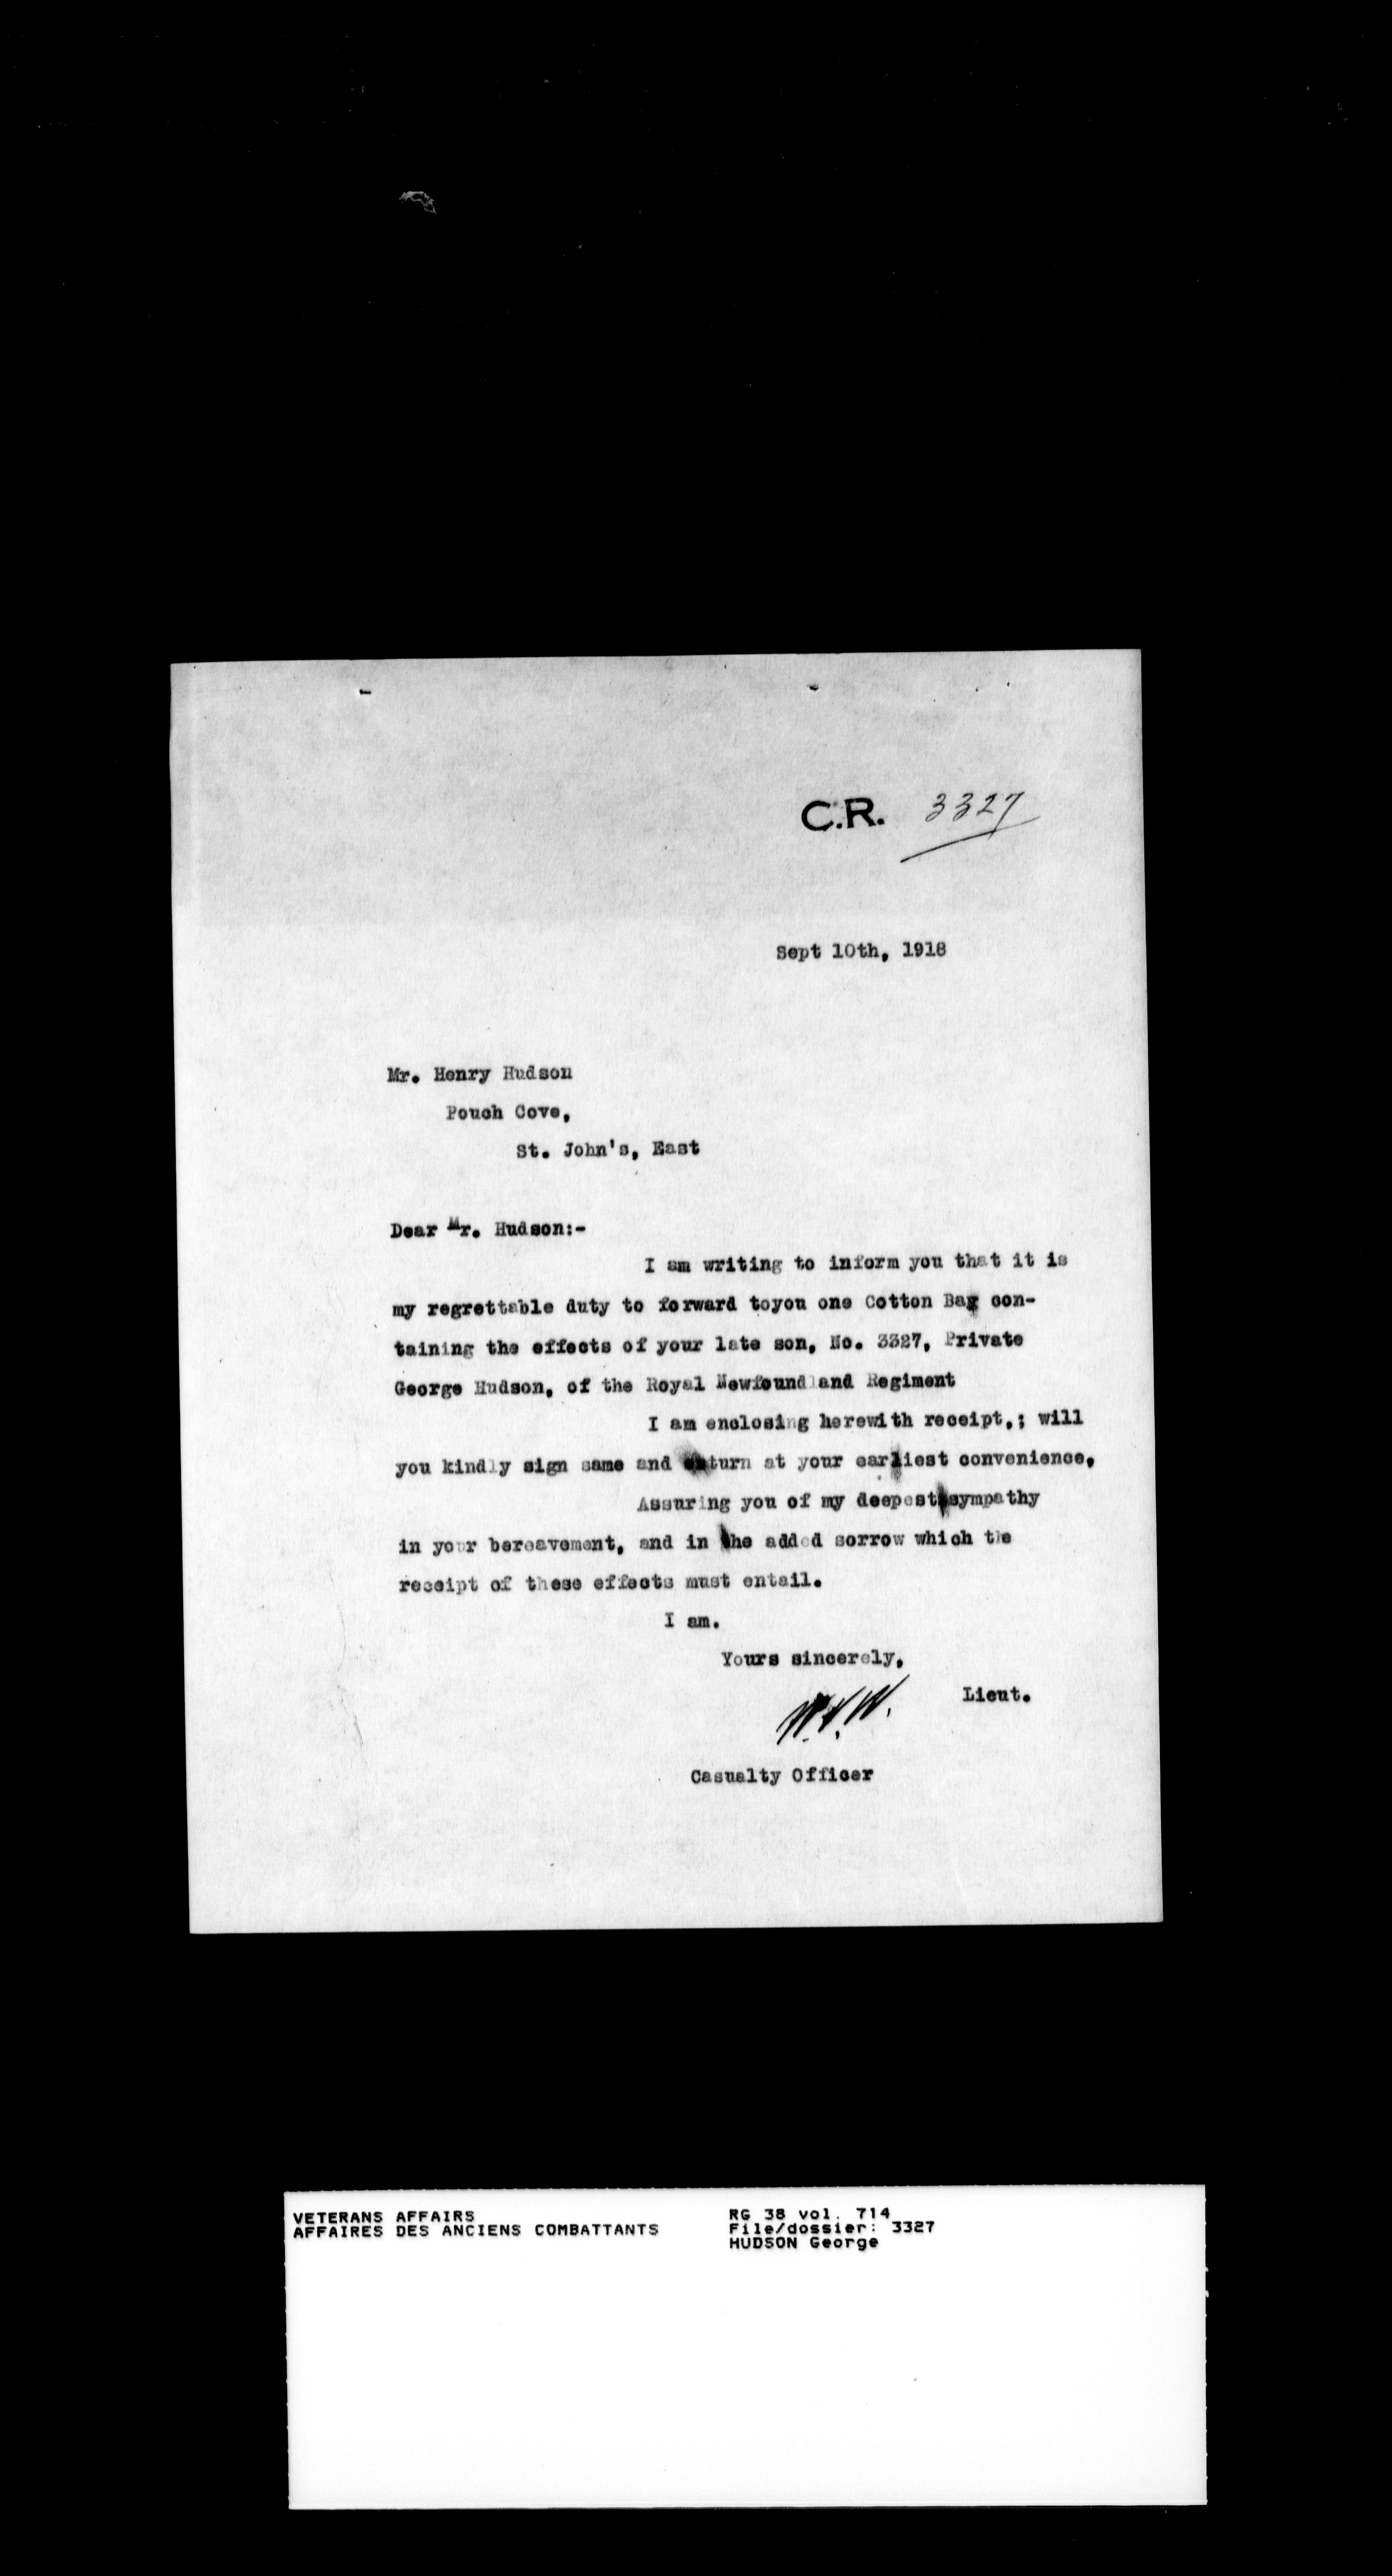 C.R. 3327
Sept 10th, 1918
Mr. Henry Hudson
Pouch Cove,
St. John's, East
Dear Mr. Hudson:-
I am writing to inform you that it is
my regrettable duty to forward toyou one Cotton Bag con-
taining the effects of your late son, No. 3327, Private
George Hudson, of the Royal Newfoundland Regiment
I am enclosing herewith receipt,; will
you kindly sign same and return at your earliest convenience,
Assuring you of my deepest sympathy
in your bereavement, and in the added sorrow which the
receipt of these effects must entail.
I am.
Yours sincerely,
Lieut.
Casualty Officer
VETERANS AFFAIRS
AFFAIRES DES ANCIENS COMBATTANTS
RG 38 vol. 714
File/dossier: 3327
HUDSON George